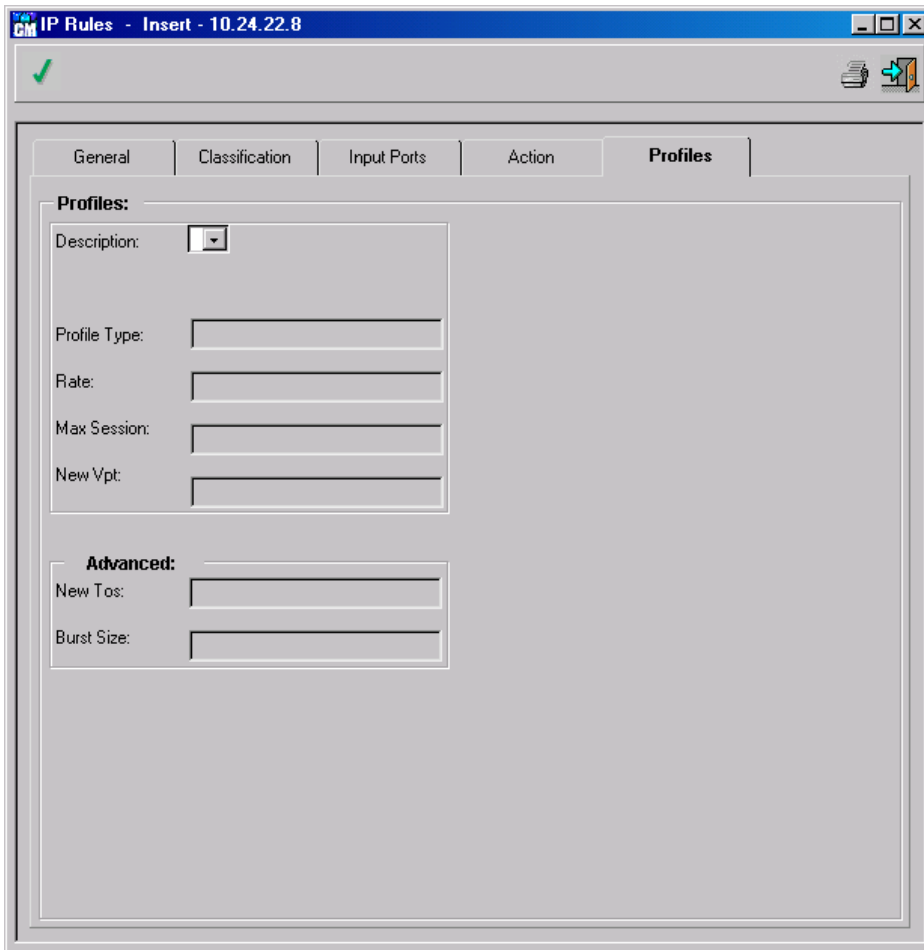 CM IP Rules - Insert - 10.24.22.8
General Classification Input Ports Action Profiles
Profiles:
Description:
Profile Type:
Rate:
Max Session:
New Vpt:
Advanced:
New Tos:
Burst Size: